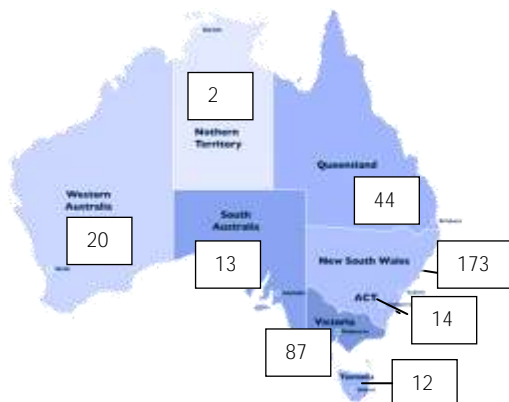 2
Nothern
Territory
Queensland
Western
Australia
44
South
Australia
20
13
New South Wales
173
ACT
14
Victoria
87
12